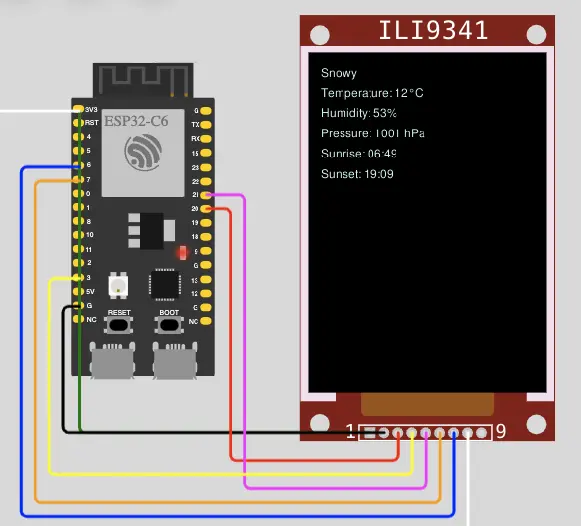 ILI9341
Snowy
Temperature: 12°C
Humidity: 53%
Pressure: 1001 hPa
Sunrise: 06:49
Sunset: 19:09
1
9
ESP32-C6
3V3
RST
4
5
6
7
0
1
8
10
11
2
3
5V
G
NC
G
TX
RX
15
23
22
21
20
19
18
9
G
13
12
G
NC
RESET
BOOT